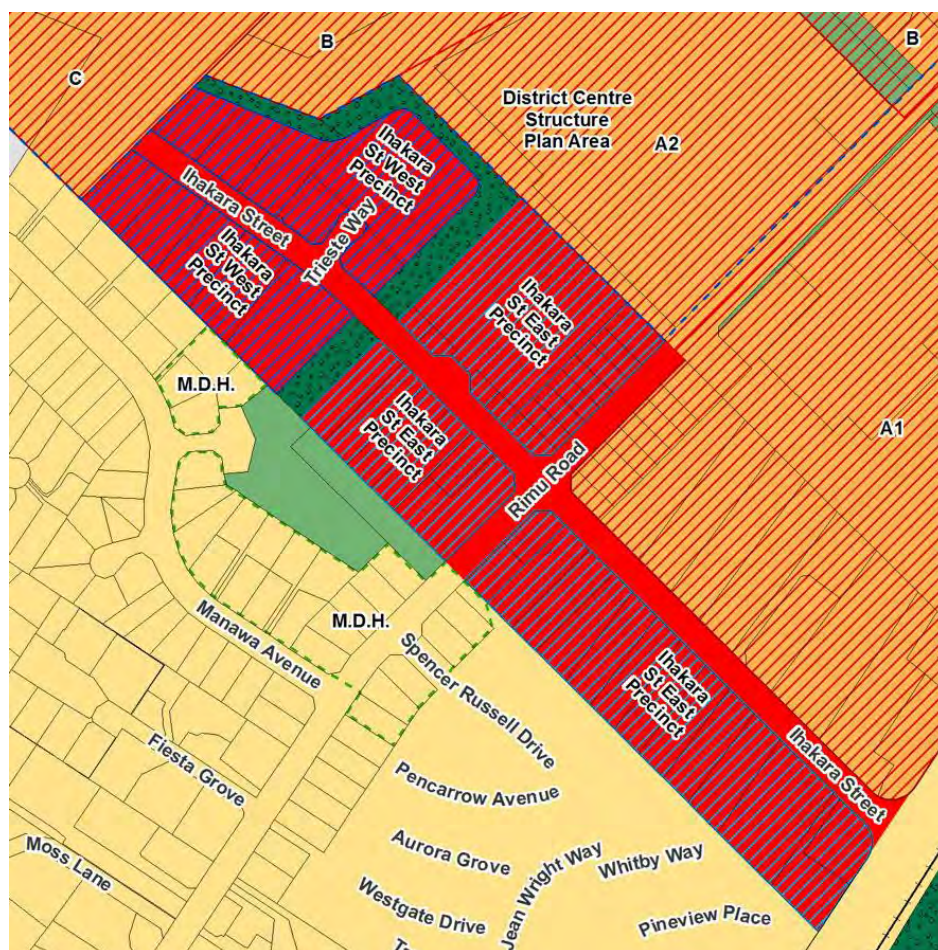 B
B
C
District Centre
Structure
Plan Area
A2
Ihakara
St West
Precinct
Ihakara Street
Trieste Way
Ihakara
St West
Precinct
Ihakara
St East
Precinct
M.D.H.
Ihakara
St East
Precinct
A1
Rimu Road
Manawa Avenue
M.D.H.
Spencer Russell Drive
Ihakara
St East
Precinct
Ihakara Street
Fiesta Grove
Pencarrow Avenue
Moss Lane
Aurora Grove
Jean Wright Way
Whitby Way
Westgate Drive
Pineview Place